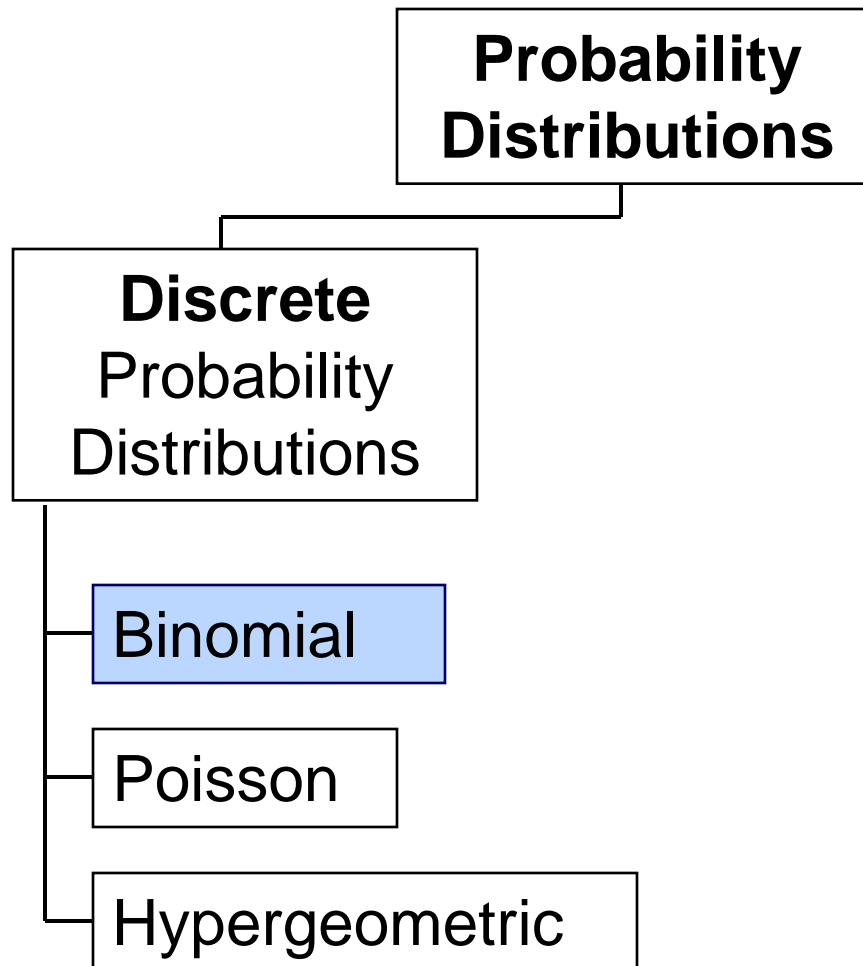 Probability
Distributions
Discrete
Probability
Distributions
Binomial
Poisson
Hypergeometric